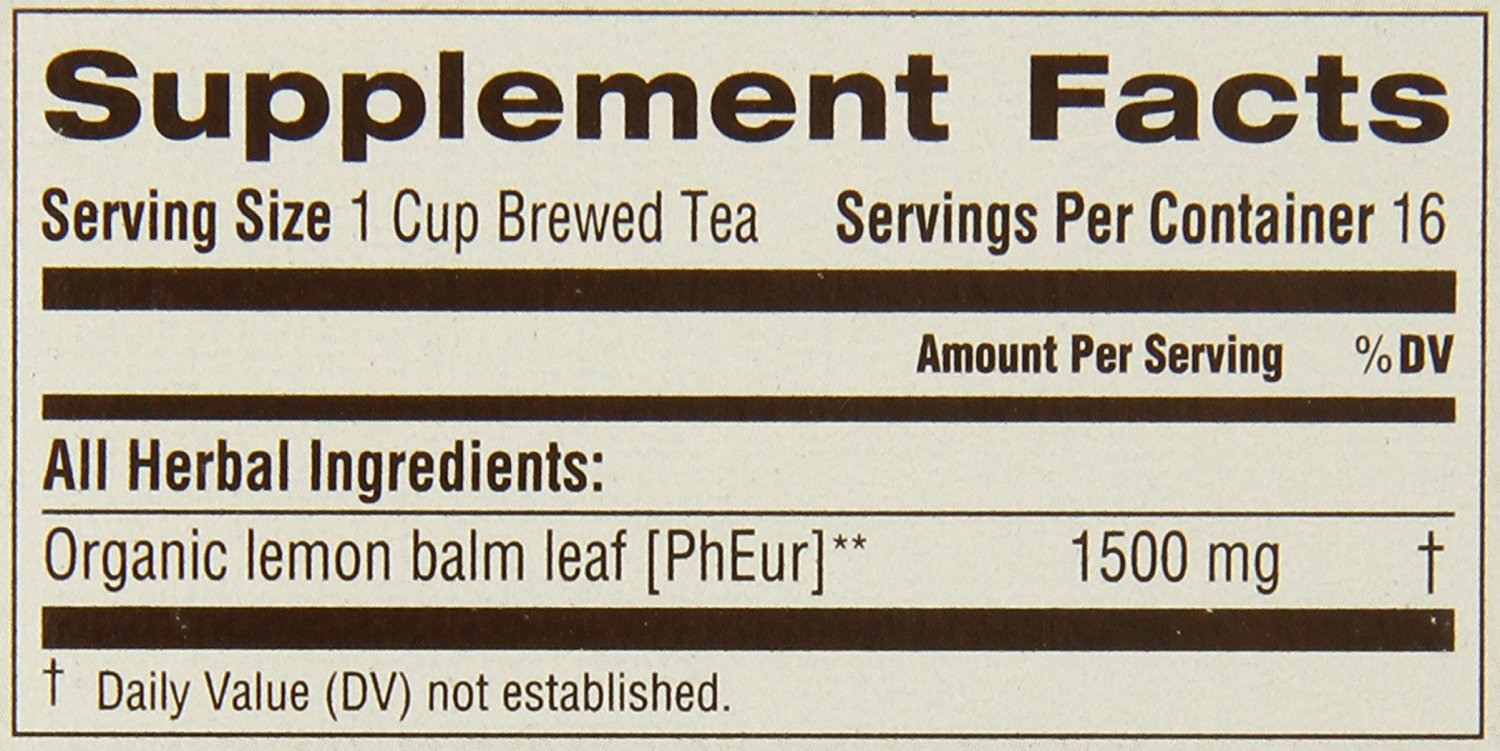 Supplement Facts
Serving Size 1 Cup Brewed Tea Servings Per Container 16
Amount Per Serving %DV
All Herbal Ingredients:
Organic lemon balm leaf [PhEur]** 1500 mg †
† Daily Value (DV) not established.